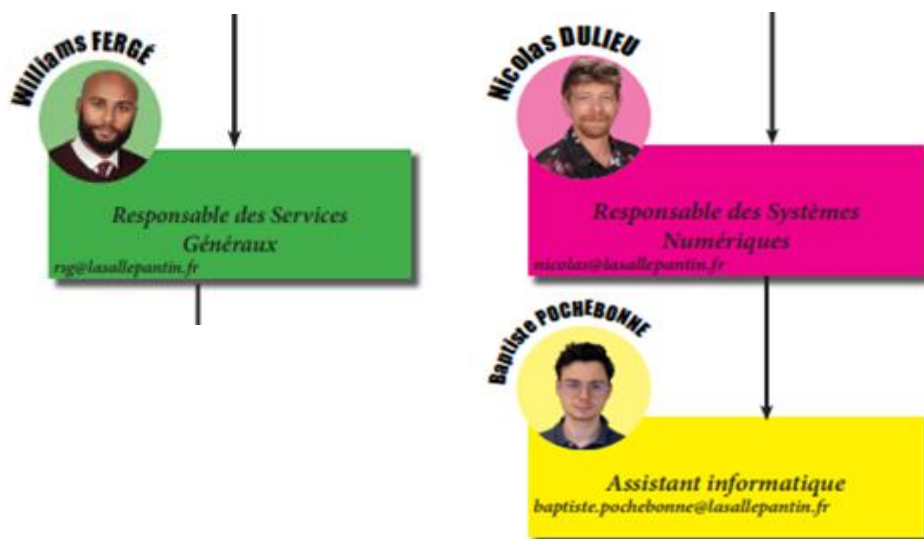 Williams FERGÉ
Responsable des Services
Généraux
rsg@lasallepantin.fr
Nicolas DULIEU
Responsable des Systèmes
Numériques
nicolas@lasallepantin.fr
Baptiste POCHEBONNE
Assistant informatique
baptiste.pochebonne@lasallepantin.fr